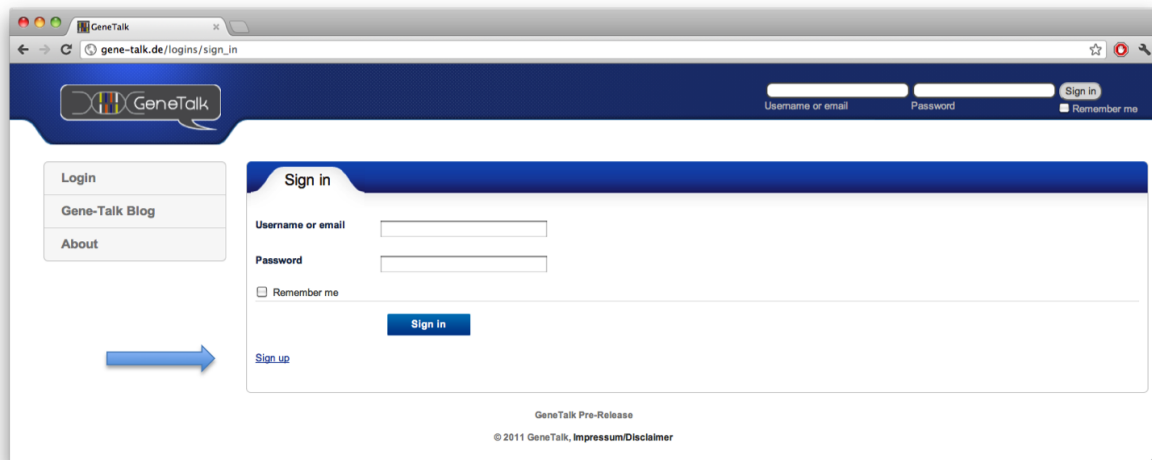 GeneTalk
gene-talk.de/logins/sign_in
GeneTalk
Sign in
Username or email
Password
Remember me
Login
Gene-Talk Blog
About
Sign in
Username or email
Password
Remember me
Sign in
Sign up
GeneTalk Pre-Release
© 2011 GeneTalk, Impressum/Disclaimer